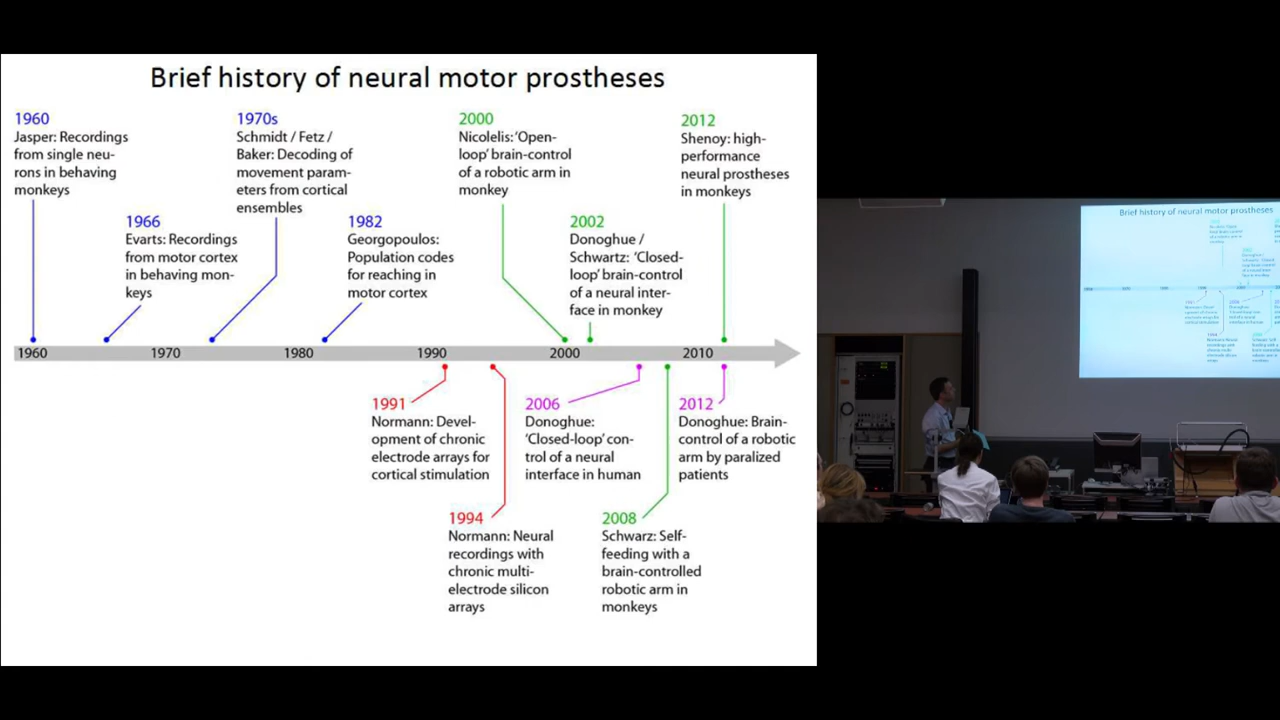 Brief history of neural motor prostheses
1960
Jasper: Recordings
from single neu-
rons in behaving
monkeys
1966
Evarts: Recordings
from motor cortex
in behaving mon-
keys
1970s
Schmidt / Fetz /
Baker: Decoding of
movement param-
eters from cortical
ensembles
1982
Georgopoulos:
Population codes
for reaching in
motor cortex
2000
Nicolelis: 'Open-
loop' brain-control
of a robotic arm in
monkey
2002
Donoghue /
Schwartz: 'Closed-
loop' brain-control
of a neural inter-
face in monkey
2012
Shenoy: high-
performance
neural prostheses
in monkeys
1960 1970 1980 1990 2000 2010
1991
Normann: Devel-
opment of chronic
electrode arrays for
cortical stimulation
1994
Normann: Neural
recordings with
chronic multi-
electrode silicon
arrays
2006
Donoghue:
'Closed-loop' con-
trol of a neural
interface in human
2008
Schwarz: Self-
feeding with a
brain-controlled
robotic arm in
monkeys
2012
Donoghue: Brain-
control of a robotic
arm by paralized
patients
Brief history of neural motor prostheses